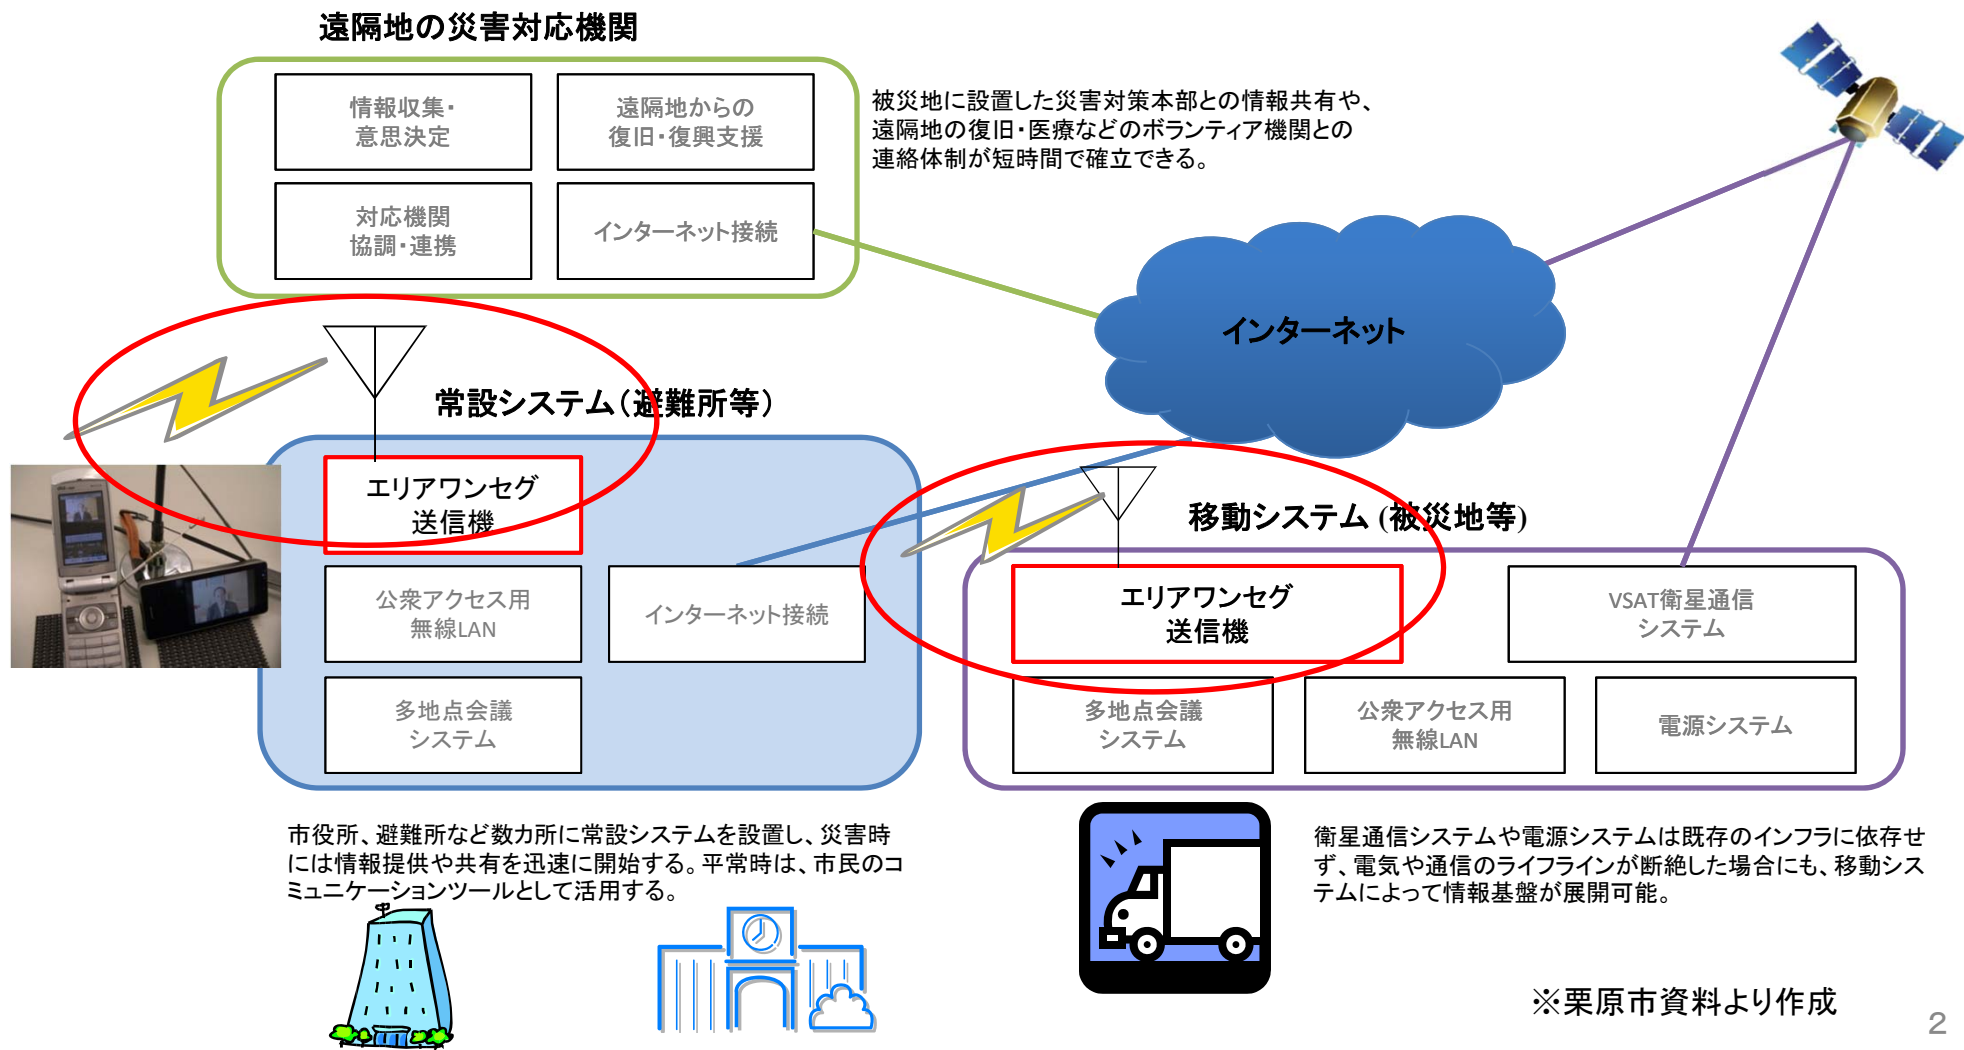 遠隔地の災害対応機関
情報収集・
意思決定
遠隔地からの
復旧・復興支援
対応機関
協調・連携
インターネット接続
被災地に設置した災害対策本部との情報共有や、
遠隔地の復旧・医療などのボランティア機関との
連絡体制が短時間で確立できる。
インターネット
常設システム（避難所等）
エリアワンセグ
送信機
公衆アクセス用
無線LAN
インターネット接続
多地点会議
システム
移動システム (被災地等)
エリアワンセグ
送信機
VSAT衛星通信
システム
多地点会議
システム
公衆アクセス用
無線LAN
電源システム
市役所、避難所など数カ所に常設システムを設置し、災害時
には情報提供や共有を迅速に開始する。平常時は、市民のコ
ミュニケーションツールとして活用する。
衛星通信システムや電源システムは既存のインフラに依存せ
ず、電気や通信のライフラインが断絶した場合にも、移動シス
テムによって情報基盤が展開可能。
※栗原市資料より作成
2